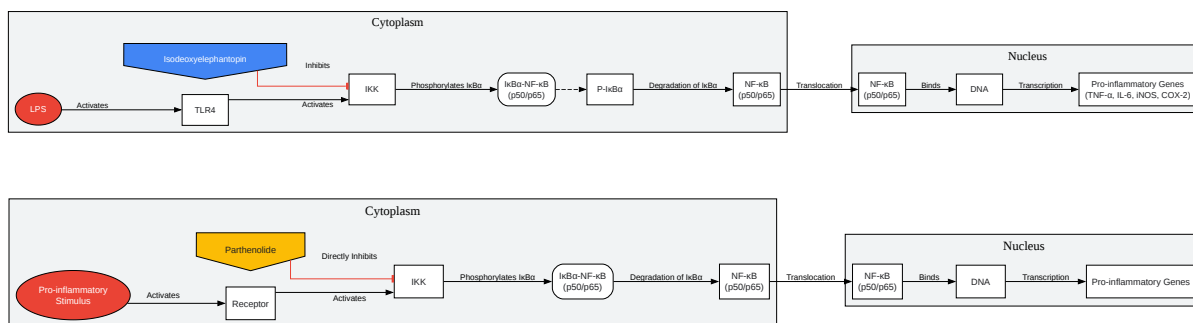 Cytoplasm
Isodeoxyelephantopin
Inhibits
LPS
Activates
TLR4
Activates
IKK
Phosphorylates IκBα
IκBα-NF-κB
(p50/p65)
P-IκBα
Degradation of IκBα
NF-κB
(p50/p65)
Translocation
Nucleus
NF-κB
(p50/p65)
Binds
DNA
Transcription
Pro-inflammatory Genes
(TNF-α, IL-6, iNOS, COX-2)
Cytoplasm
Parthenolide
Directly Inhibits
Pro-inflammatory
Stimulus
Activates
Receptor
Activates
IKK
Phosphorylates IκBα
IκBα-NF-κB
(p50/p65)
Degradation of IκBα
NF-κB
(p50/p65)
Translocation
Nucleus
NF-κB
(p50/p65)
Binds
DNA
Transcription
Pro-inflammatory Genes